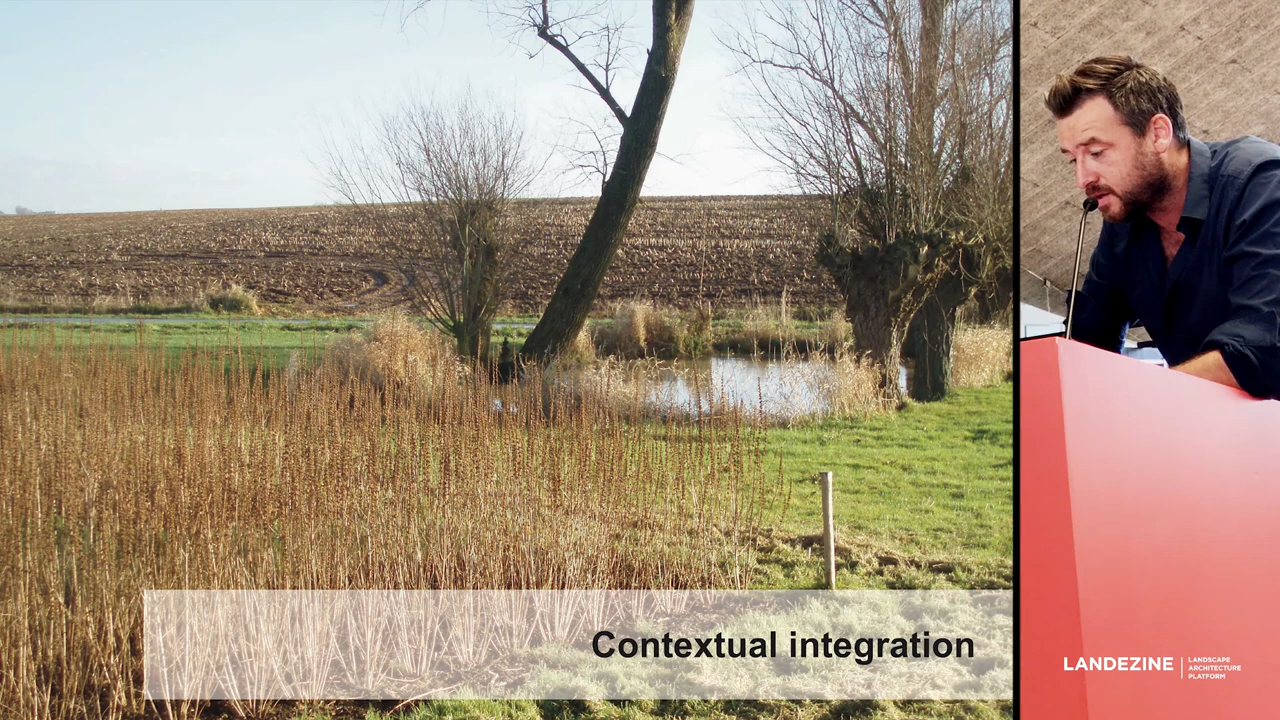 Contextual integration
LANDEZINE
LANDSCAPE
ARCHITECTURE
PLATFORM